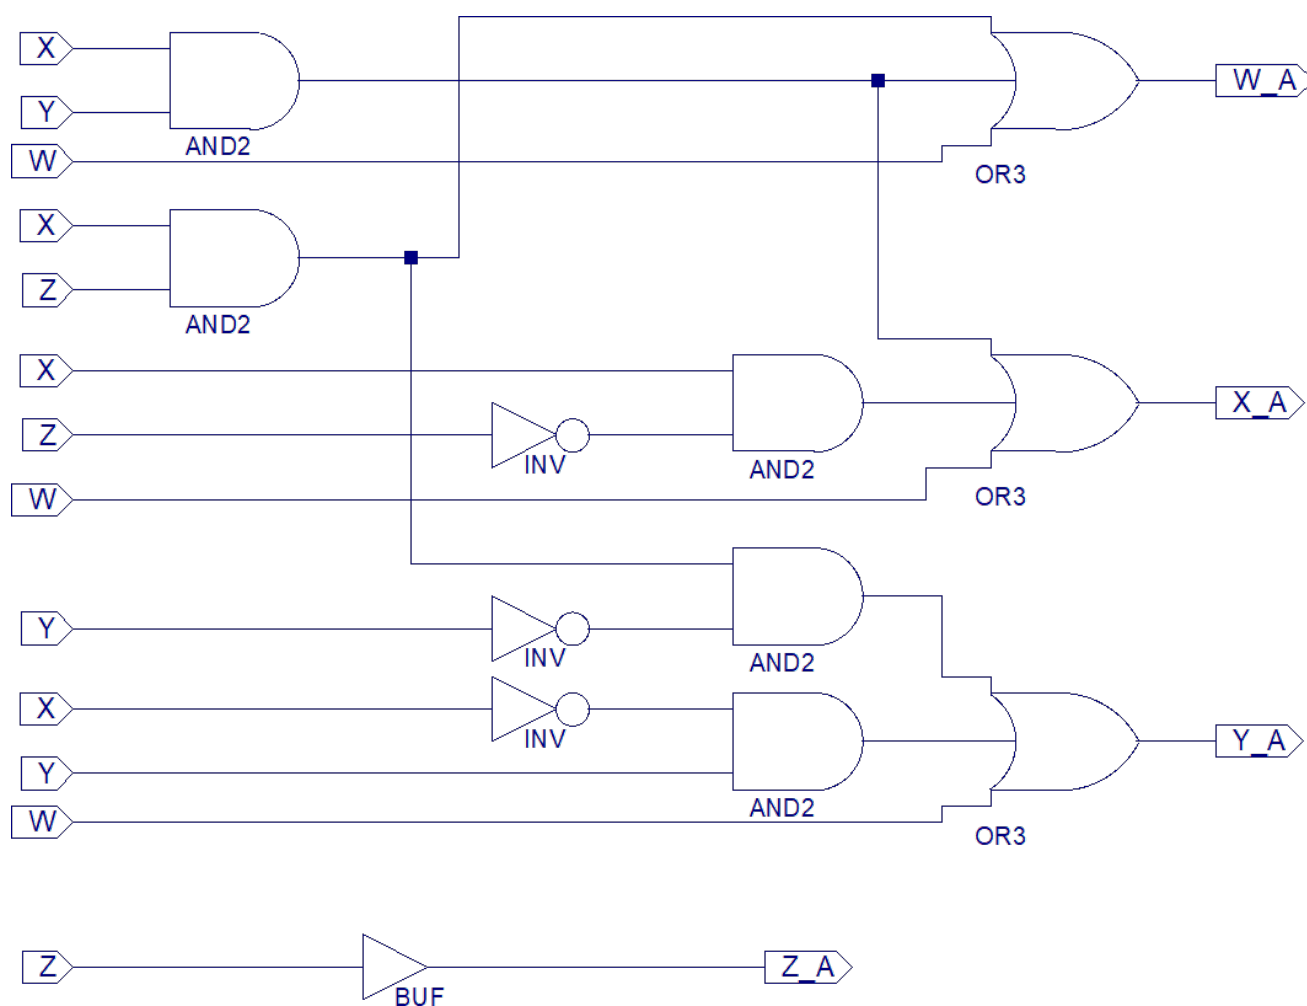 X
Y
AND2
W
W_A
OR3
X
Z
AND2
X
Z
INV
AND2
W
X_A
OR3
Y
INV
AND2
X
INV
Y
AND2
W
Y_A
OR3
Z
BUF
Z_A